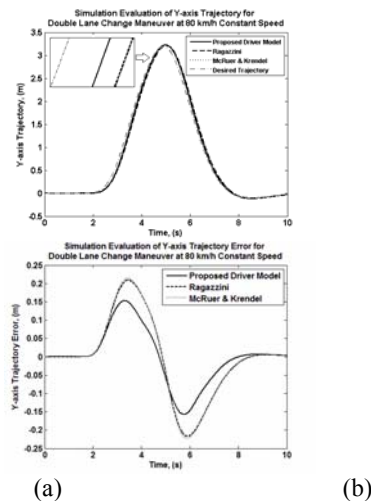 Simulation Evaluation of Y-axis Trajectory for
Double Lane Change Maneuver at 80 km/h Constant Speed
3.5
3
2.5
2
1.5
1
0.5
0
-0.5
Y-axis Trajectory, (m)
Proposed Driver Model
Ragazzini
McRuer & Krendel
Desired Trajectory
0 2 4 6 8 10
Time, (s)
Simulation Evaluation of Y-axis Trajectory Error for
Double Lane Change Maneuver at 80 km/h Constant Speed
0.25
0.2
0.15
0.1
0.05
0
-0.05
-0.1
-0.15
-0.2
-0.25
Y-axis Trajectory Error, (m)
Proposed Driver Model
Ragazzini
McRuer & Krendel
0 2 4 6 8 10
Time, (s)
(a) (b)